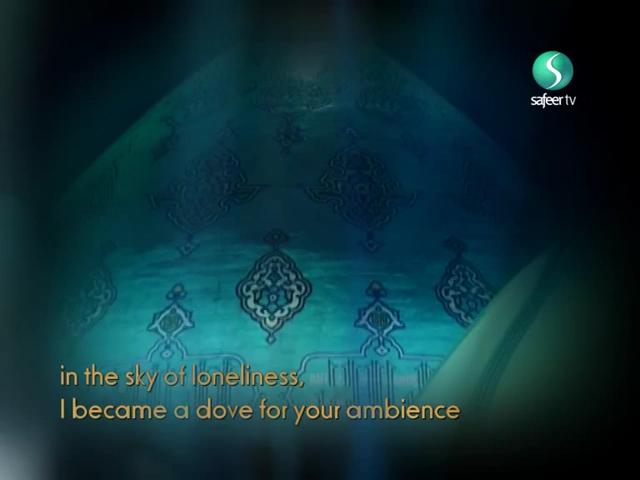 safeer tv
in the sky of loneliness,
I became a dove for your ambience